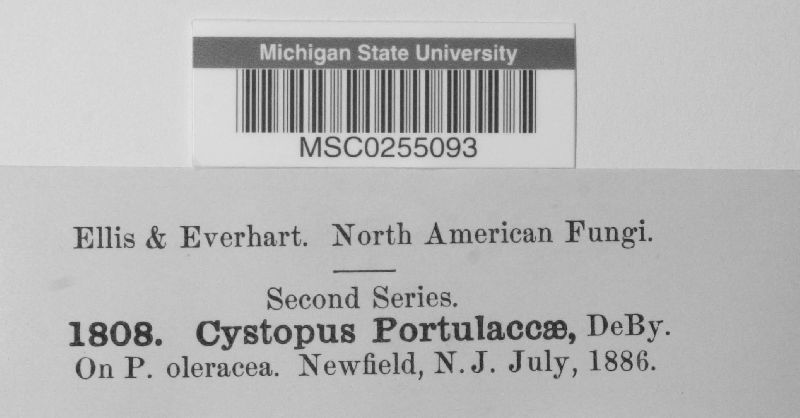 Michigan State University
MSC0255093
Ellis & Everhart. North American Fungi.
Second Series.
1808. Cystopus Portulaccæ, DeBy.
On P. oleracea. Newfield, N. J. July, 1886.